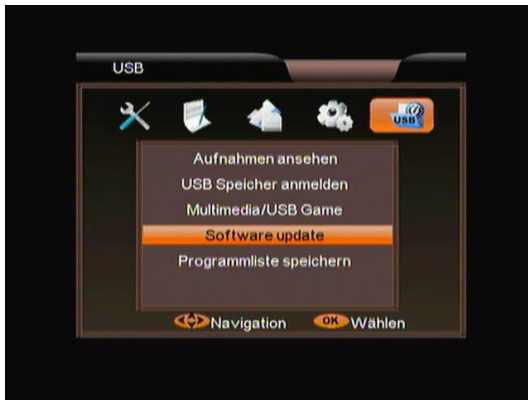 USB
USB
Aufnahmen ansehen
USB Speicher anmelden
Multimedia/USB Game
Software update
Programmliste speichern
Navigation OK Wählen